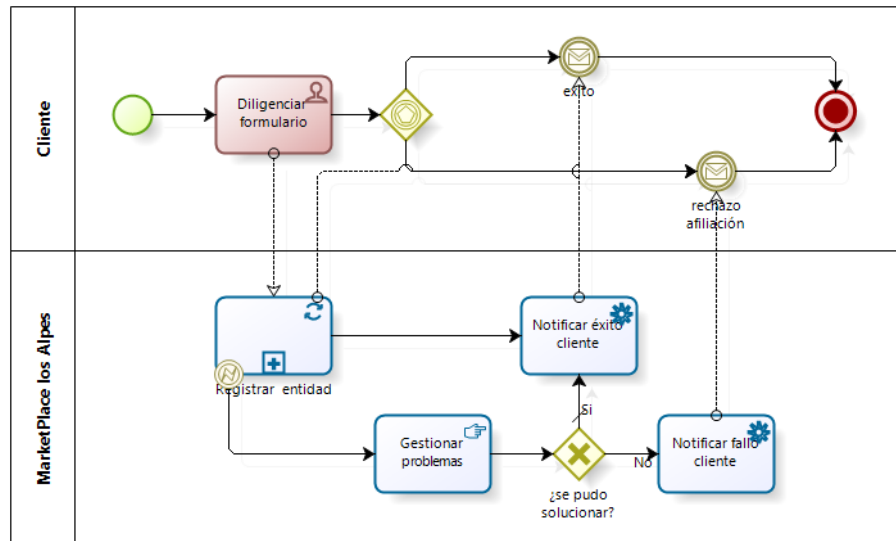 Cliente
Diligenciar
formulario
exito
rechazo
afiliación
MarketPlace los Alpes
Registrar entidad
Notificar éxito
cliente
Si
Gestionar
problemas
No
Notificar fallo
cliente
¿se pudo
solucionar?